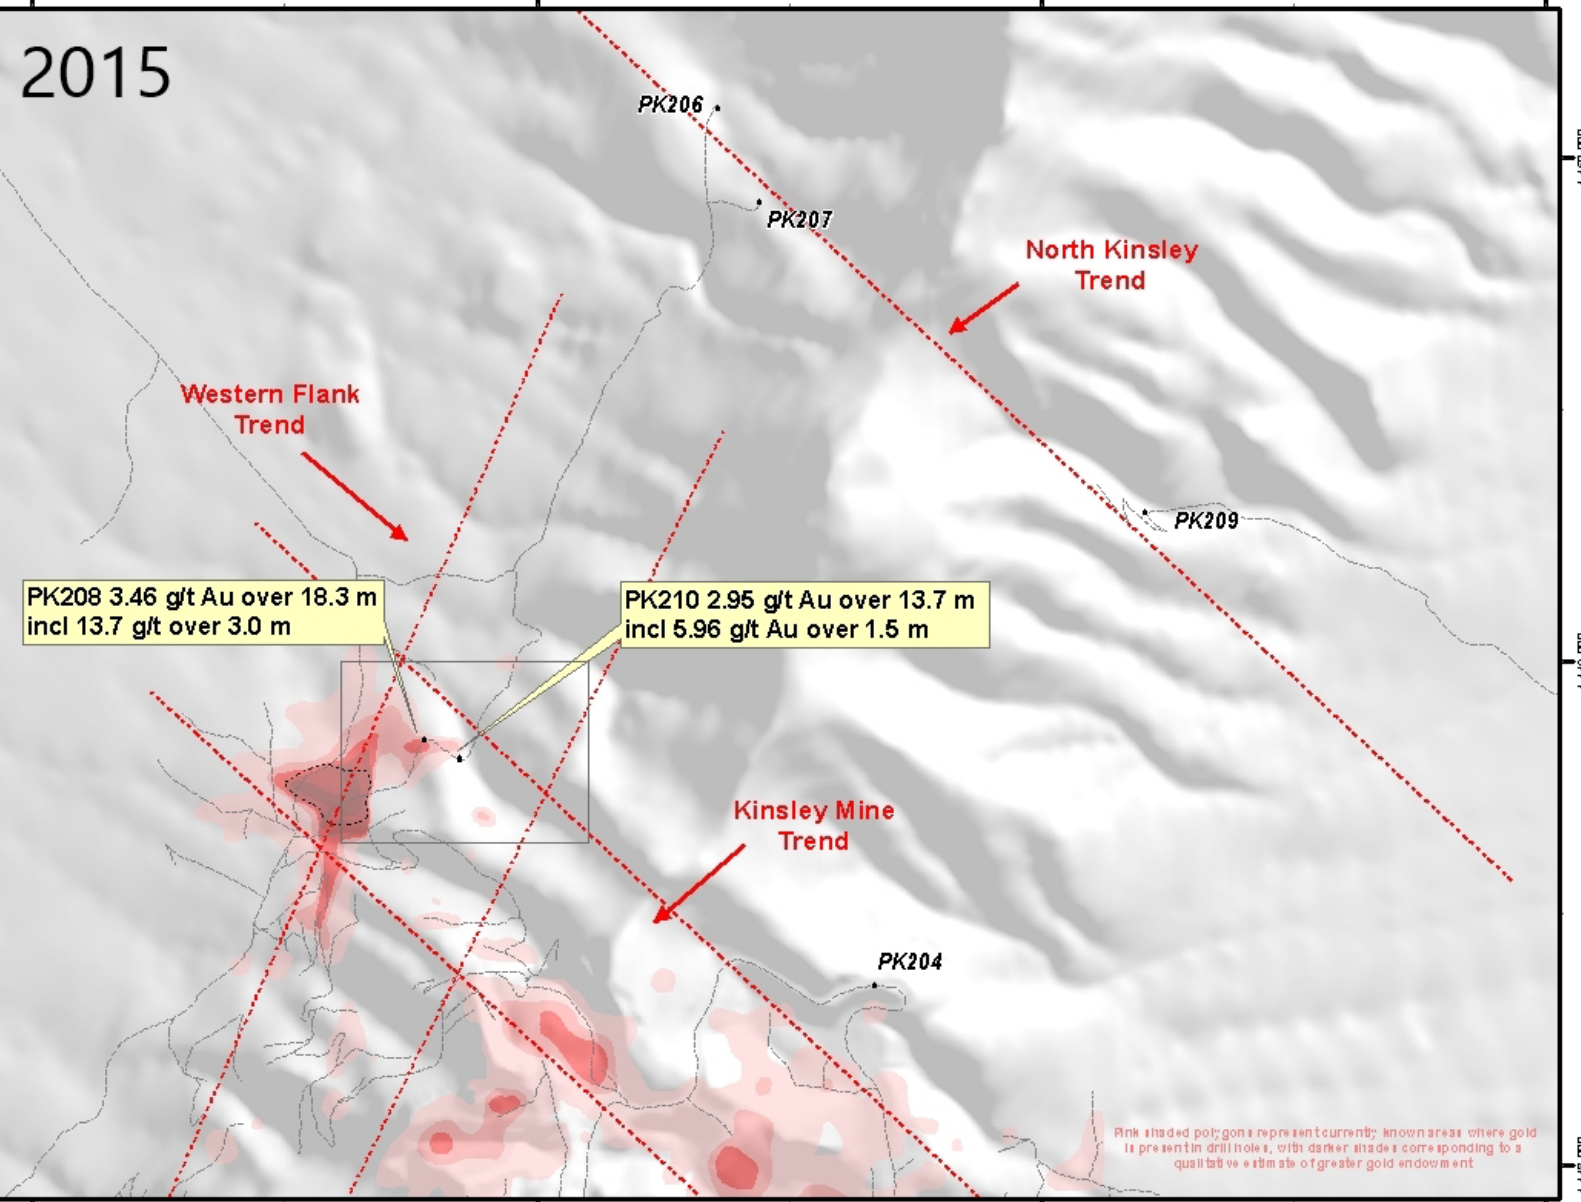 2015
PK206
PK207
North Kinsley
Trend
Western Flank
Trend
PK209
PK208 3.46 g/t Au over 18.3 m
incl 13.7 g/t over 3.0 m
PK210 2.95 g/t Au over 13.7 m
incl 5.96 g/t Au over 1.5 m
Kinsley Mine
Trend
PK204
Pink shaded polygons represent currently known areas where gold
is present in drill holes, with darker shades corresponding to a
qualitative estimate of greater gold endowment